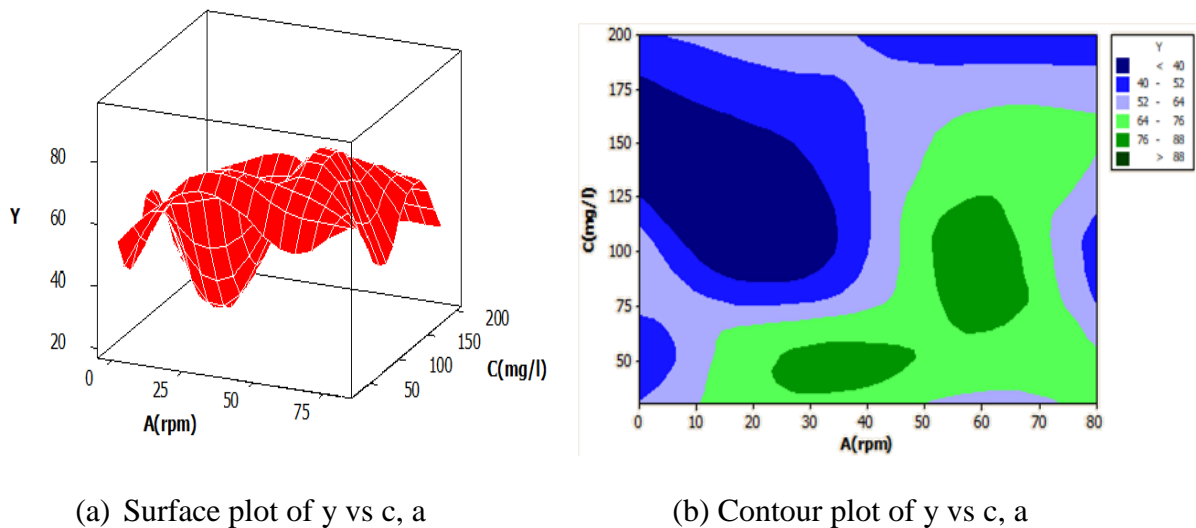 80
60
Y
40
20
0
25
50
75
A(rpm)
50
100
150
200
C(mg/l)
(a) Surface plot of y vs c, a
200
175
150
125
100
75
50
C(mg/l)
0 10 20 30 40 50 60 70 80
A(rpm)
Y
< 40
40 - 52
52 - 64
64 - 76
76 - 88
> 88
(b) Contour plot of y vs c, a